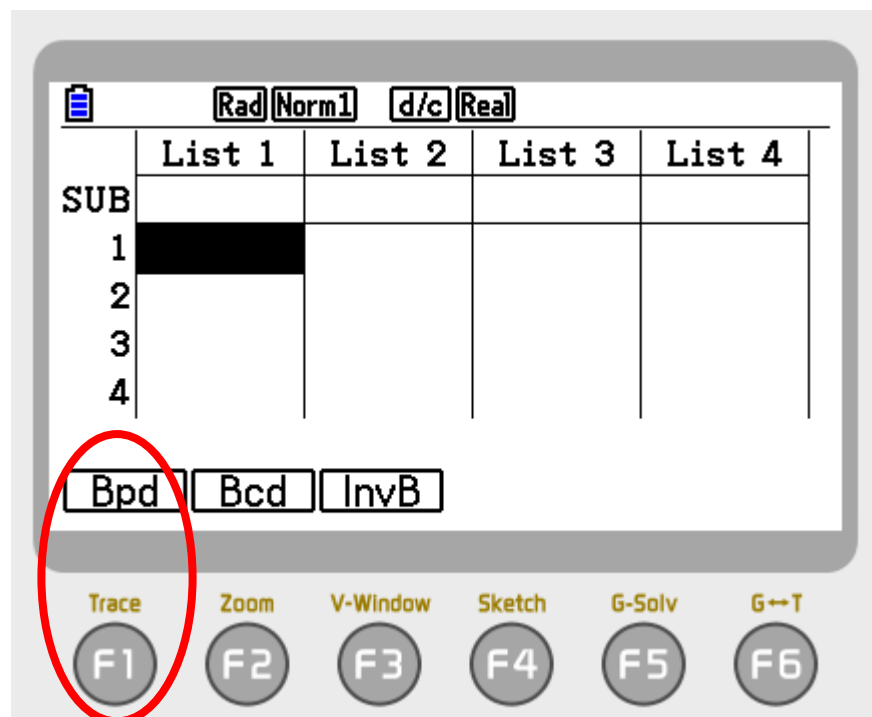 Rad Norm1 d/c Real
List 1 List 2 List 3 List 4
SUB
1
2
3
4
Bpd Bcd InvB
Trace Zoom V-Window Sketch G-Solv G↔T
F1 F2 F3 F4 F5 F6